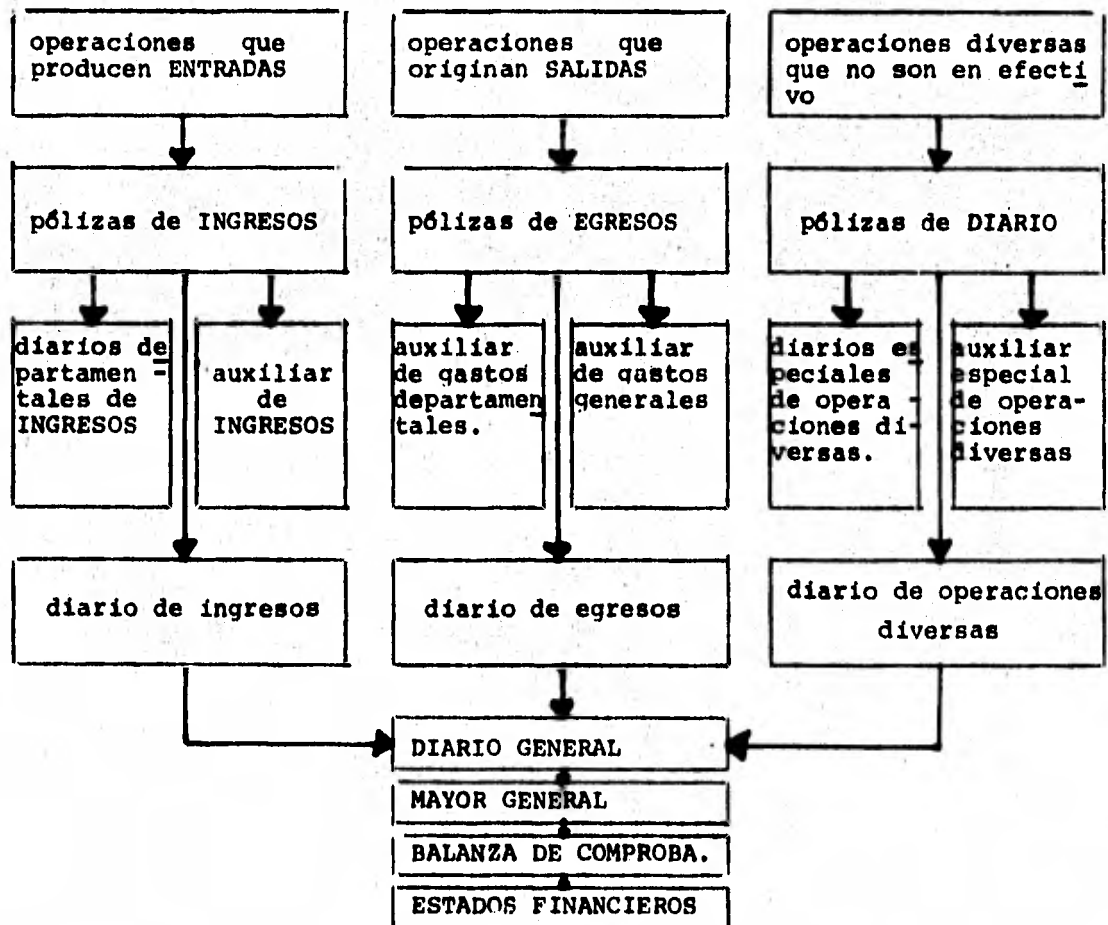 operaciones que
producen ENTRADAS
operaciones que
originan SALIDAS
operaciones diversas
que no son en efecti
vo
pólizas de INGRESOS
pólizas de EGRESOS
pólizas de DIARIO
diarios de
partamen -
tales de
INGRESOS
auxiliar
de
INGRESOS
auxiliar
de gastos
departamen
tales.
auxiliar
de gastos
generales
diarios es
peciales
de opera -
ciones di-
versas.
auxiliar
especial
de opera-
ciones
diversas
diario de ingresos
diario de egresos
diario de operaciones
diversas
DIARIO GENERAL
MAYOR GENERAL
BALANZA DE COMPROBA.
ESTADOS FINANCIEROS